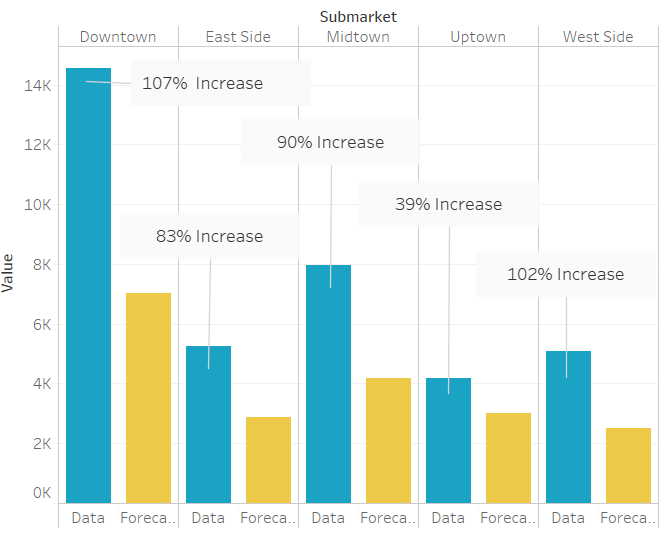 Submarket
Downtown East Side Midtown Uptown West Side
14K
107%  Increase
12K
90% Increase
10K
39% Increase
83% Increase
8K
102% Increase
Value
6K
4K
2K
0K
Data Foreca.. Data Foreca.. Data Foreca.. Data Foreca.. Data Foreca..